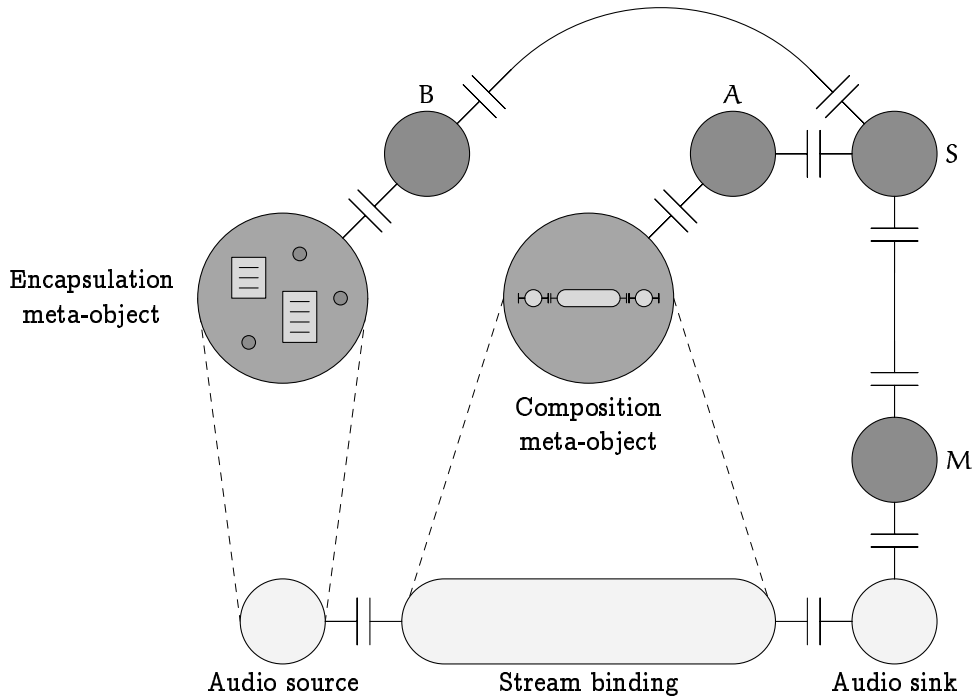 B
A
S
Encapsulation
meta-object
Composition
meta-object
M
Audio source
Stream binding
Audio sink